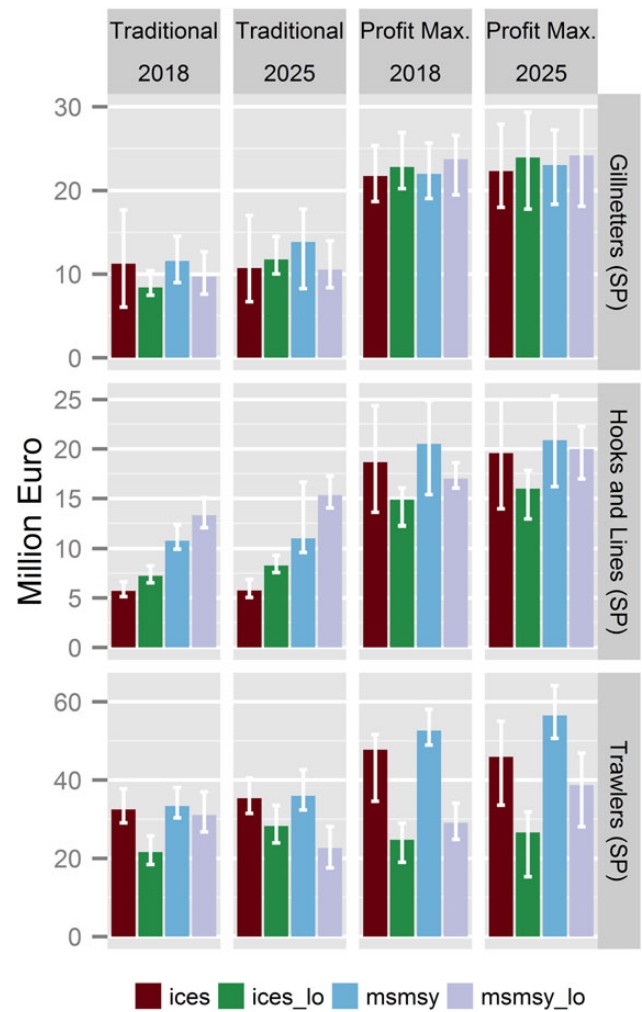 Traditional Traditional Profit Max. Profit Max.
2018 2025 2018 2025
30
20
10
0
Gillnetters (SP)
25
20
15
10
5
0
Hooks and Lines (SP)
Million Euro
60
40
20
0
Trawlers (SP)
ices ices_lo msmsy msmsy_lo